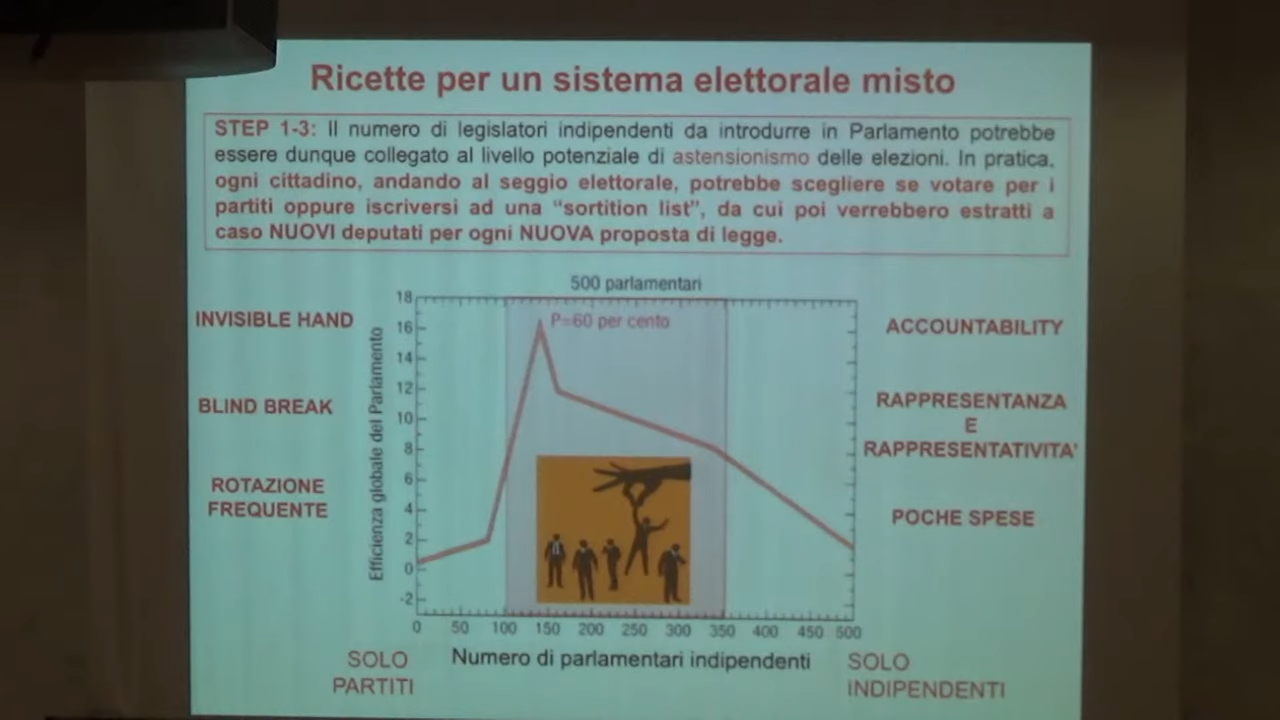 Ricette per un sistema elettorale misto
STEP 1-3: Il numero di legislatori indipendenti da introdurre in Parlamento potrebbe
essere dunque collegato al livello potenziale di astensionismo delle elezioni. In pratica,
ogni cittadino, andando al seggio elettorale, potrebbe scegliere se votare per i
partiti oppure iscriversi ad una “sortition list”, da cui poi verrebbero estratti a
caso NUOVI deputati per ogni NUOVA proposta di legge.
INVISIBLE HAND
BLIND BREAK
ROTAZIONE
FREQUENTE
500 parlamentari
P=60 per cento
Efficienza globale del Parlamento
18
16
14
12
10
8
6
4
2
0
-2
0 50 100 150 200 250 300 350 400 450 500
Numero di parlamentari indipendenti
SOLO
PARTITI
SOLO
INDIPENDENTI
ACCOUNTABILITY
RAPPRESENTANZA
E
RAPPRESENTATIVITA'
POCHE SPESE